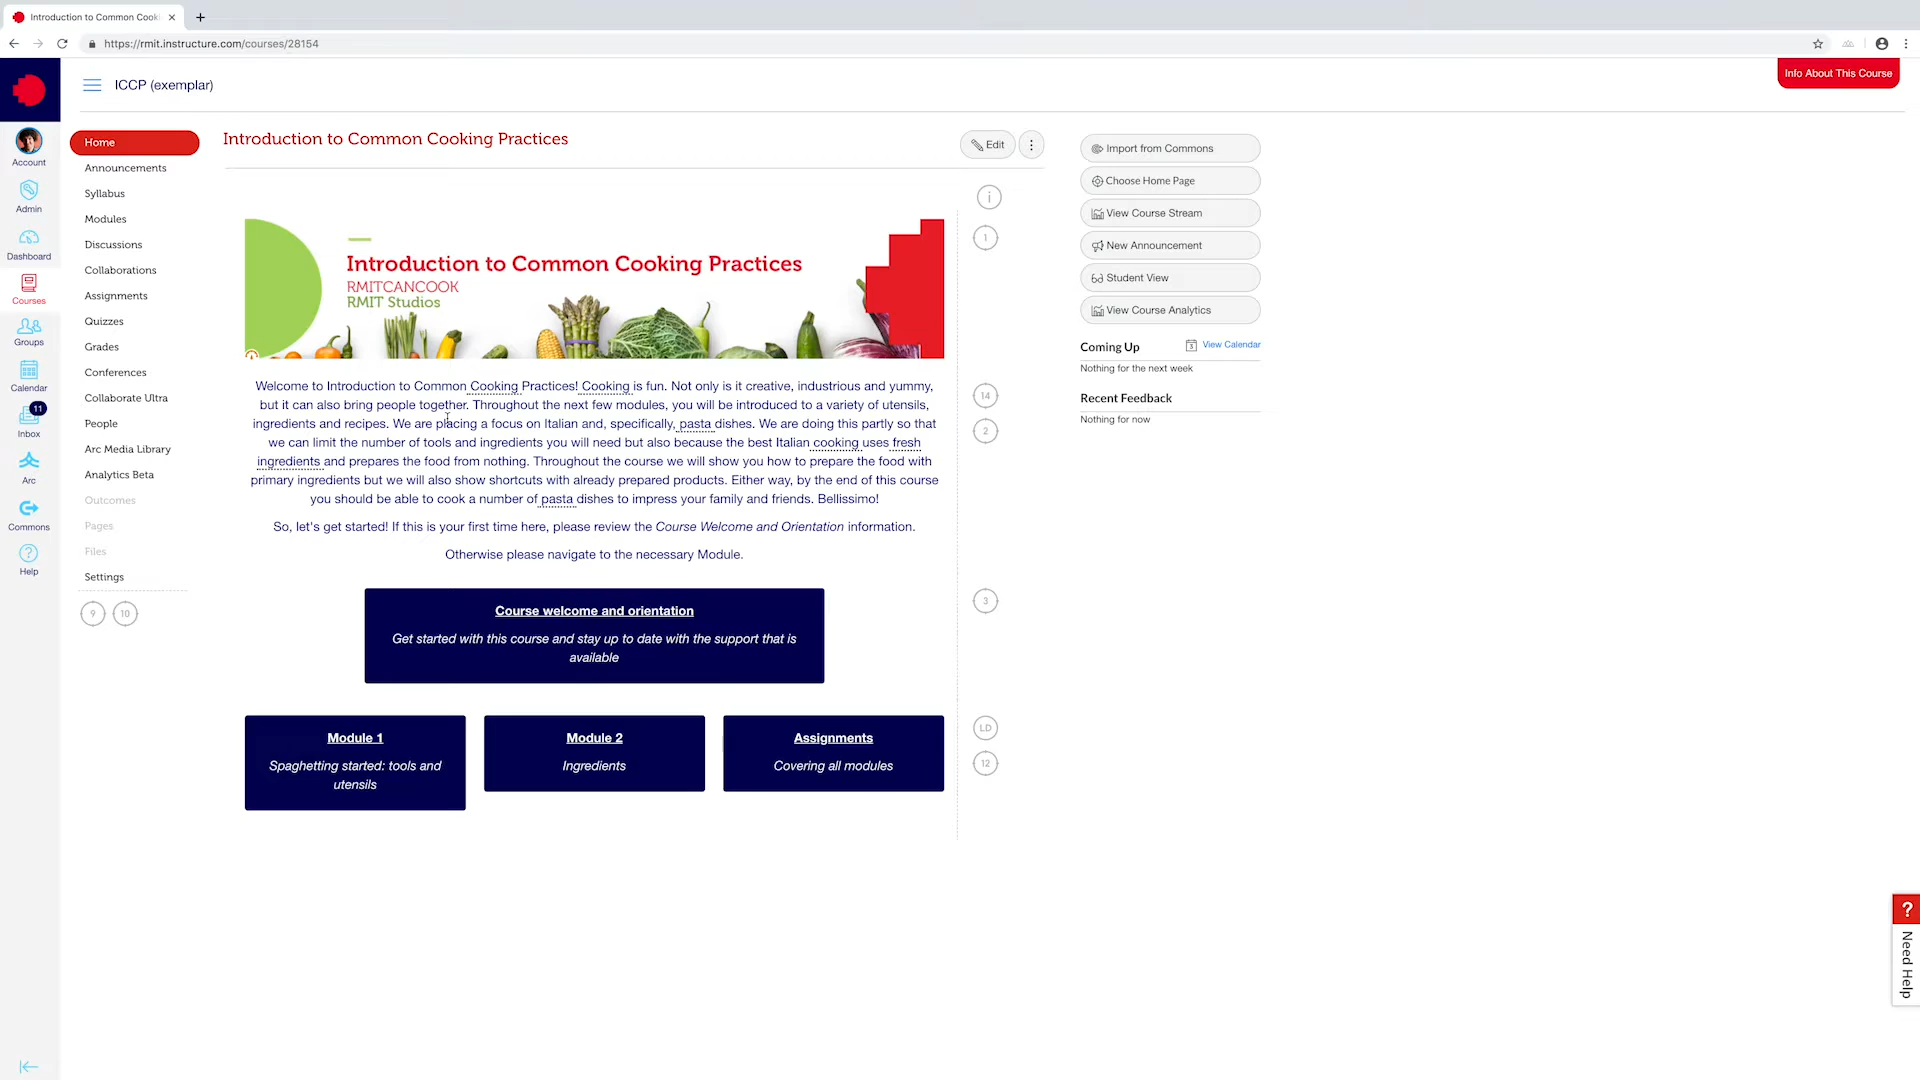 Introduction to Common Cook
https://rmit.instructure.com/courses/28154
ICCP (exemplar)
Info About This Course
Account
Admin
Dashboard
Courses
Groups
Calendar
11
Inbox
Arc
Commons
Help
Home
Announcements
Syllabus
Modules
Discussions
Collaborations
Assignments
Quizzes
Grades
Conferences
Collaborate Ultra
People
Arc Media Library
Analytics Beta
Outcomes
Pages
Files
Settings
9 10
Introduction to Common Cooking Practices
Edit
i
1
Introduction to Common Cooking Practices
RMITCANCOOK
RMIT Studios
Welcome to Introduction to Common Cooking Practices! Cooking is fun. Not only is it creative, industrious and yummy,
but it can also bring people together. Throughout the next few modules, you will be introduced to a variety of utensils,
ingredients and recipes. We are placing a focus on Italian and, specifically, pasta dishes. We are doing this partly so that
we can limit the number of tools and ingredients you will need but also because the best Italian cooking uses fresh
ingredients and prepares the food from nothing. Throughout the course we will show you how to prepare the food with
primary ingredients but we will also show shortcuts with already prepared products. Either way, by the end of this course
you should be able to cook a number of pasta dishes to impress your family and friends. Bellissimo!
14
2
So, let's get started! If this is your first time here, please review the Course Welcome and Orientation information.
Otherwise please navigate to the necessary Module.
Course welcome and orientation
Get started with this course and stay up to date with the support that is
available
3
Module 1
Spaghetting started: tools and
utensils
Module 2
Ingredients
Assignments
Covering all modules
LD
12
Import from Commons
Choose Home Page
View Course Stream
New Announcement
Student View
View Course Analytics
Coming Up
View Calendar
Nothing for the next week
Recent Feedback
Nothing for now
? Need Help